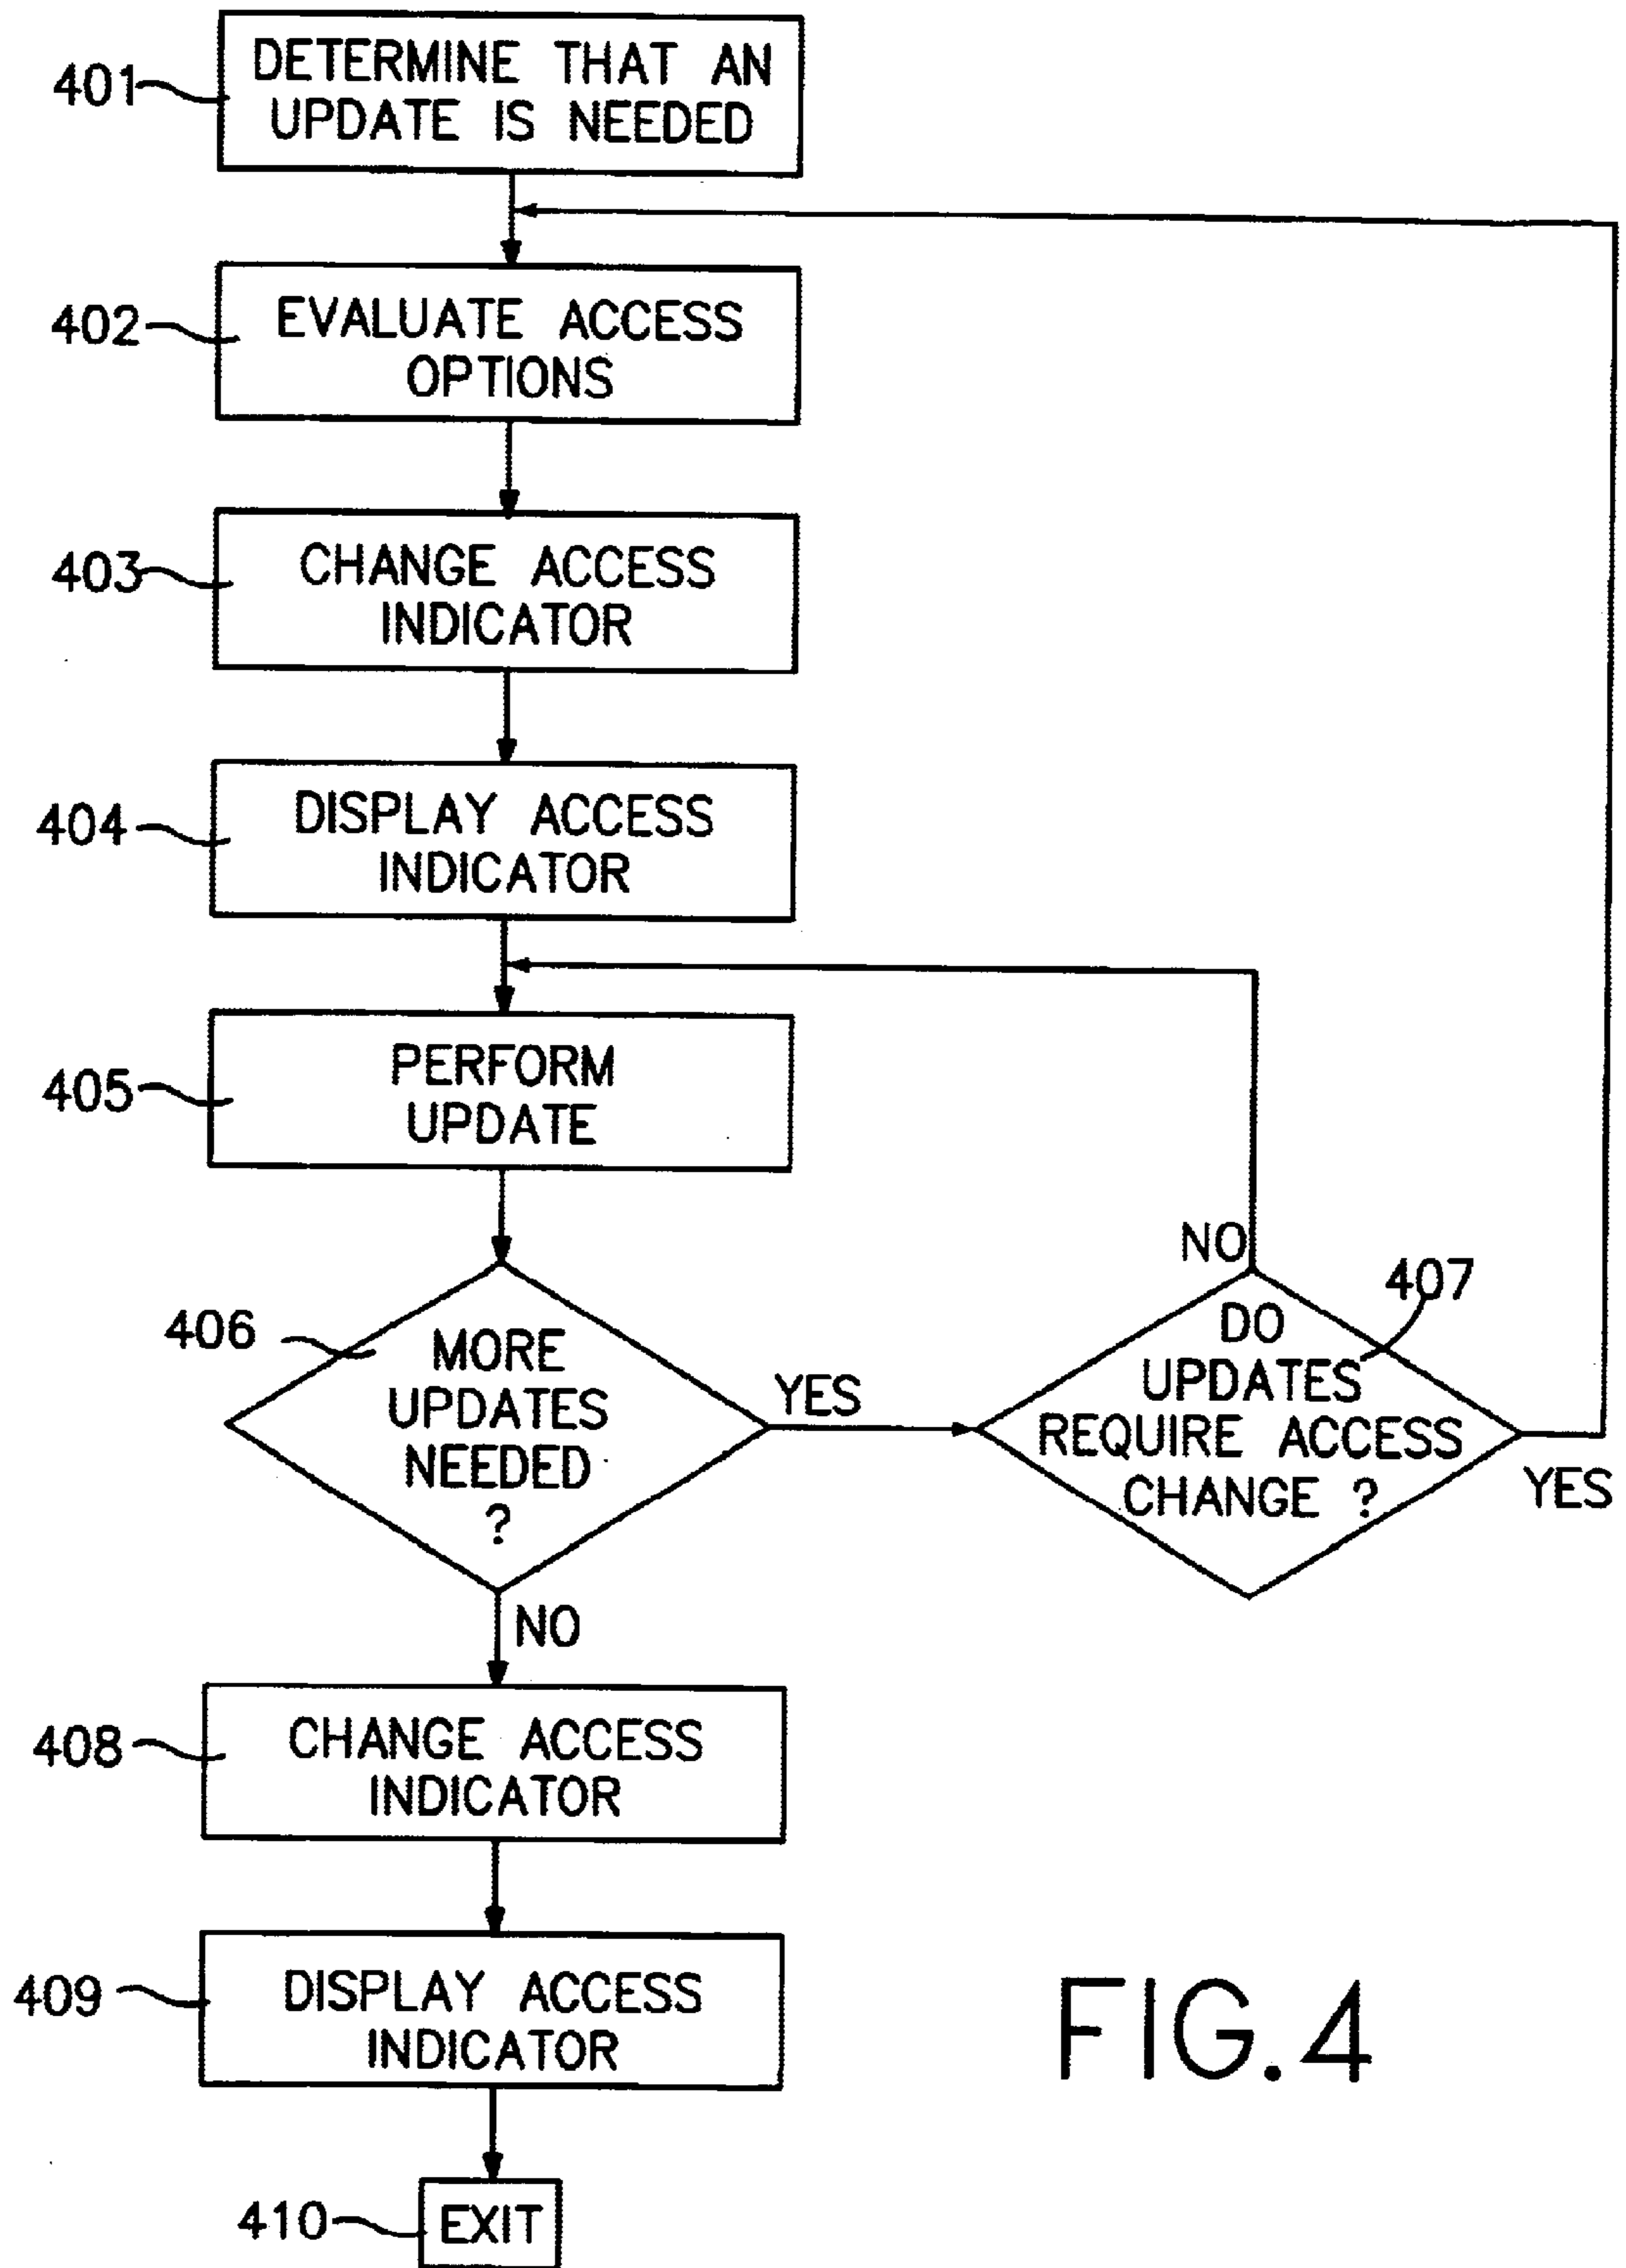 401
DETERMINE THAT AN
UPDATE IS NEEDED
402
EVALUATE ACCESS
OPTIONS
403
CHANGE ACCESS
INDICATOR
404
DISPLAY ACCESS
INDICATOR
405
PERFORM
UPDATE
406
MORE
UPDATES
NEEDED
?
YES
NO
407
DO
UPDATES
REQUIRE ACCESS
CHANGE ?
YES
NO
408
CHANGE ACCESS
INDICATOR
409
DISPLAY ACCESS
INDICATOR
410
EXIT
FIG.4